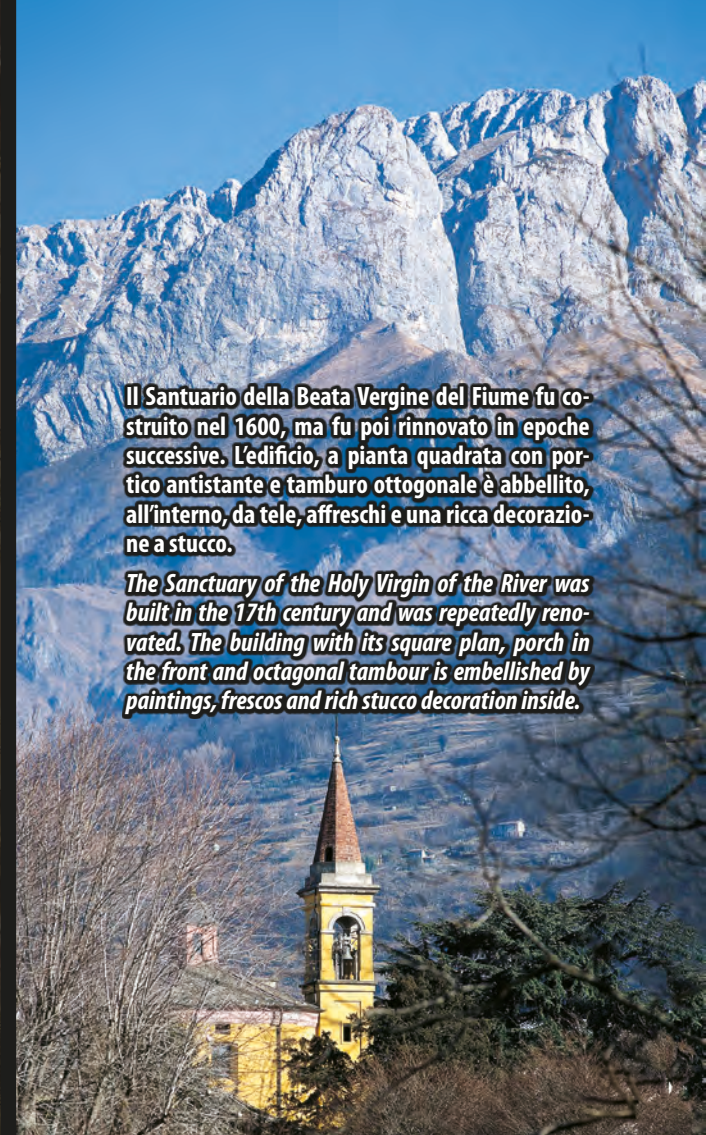 Il Santuario della Beata Vergine del Fiume fu co-
struito nel 1600, ma fu poi rinnovato in epoche
successive. L'edificio, a pianta quadrata con por-
tico antistante e tamburo ottogonale è abbellito,
all'interno, da tele, affreschi e una ricca decorazio-
ne a stucco.
The Sanctuary of the Holy Virgin of the River was
built in the 17th century and was repeatedly reno-
vated. The building with its square plan, porch in
the front and octagonal tambour is embellished by
paintings, frescos and rich stucco decoration inside.